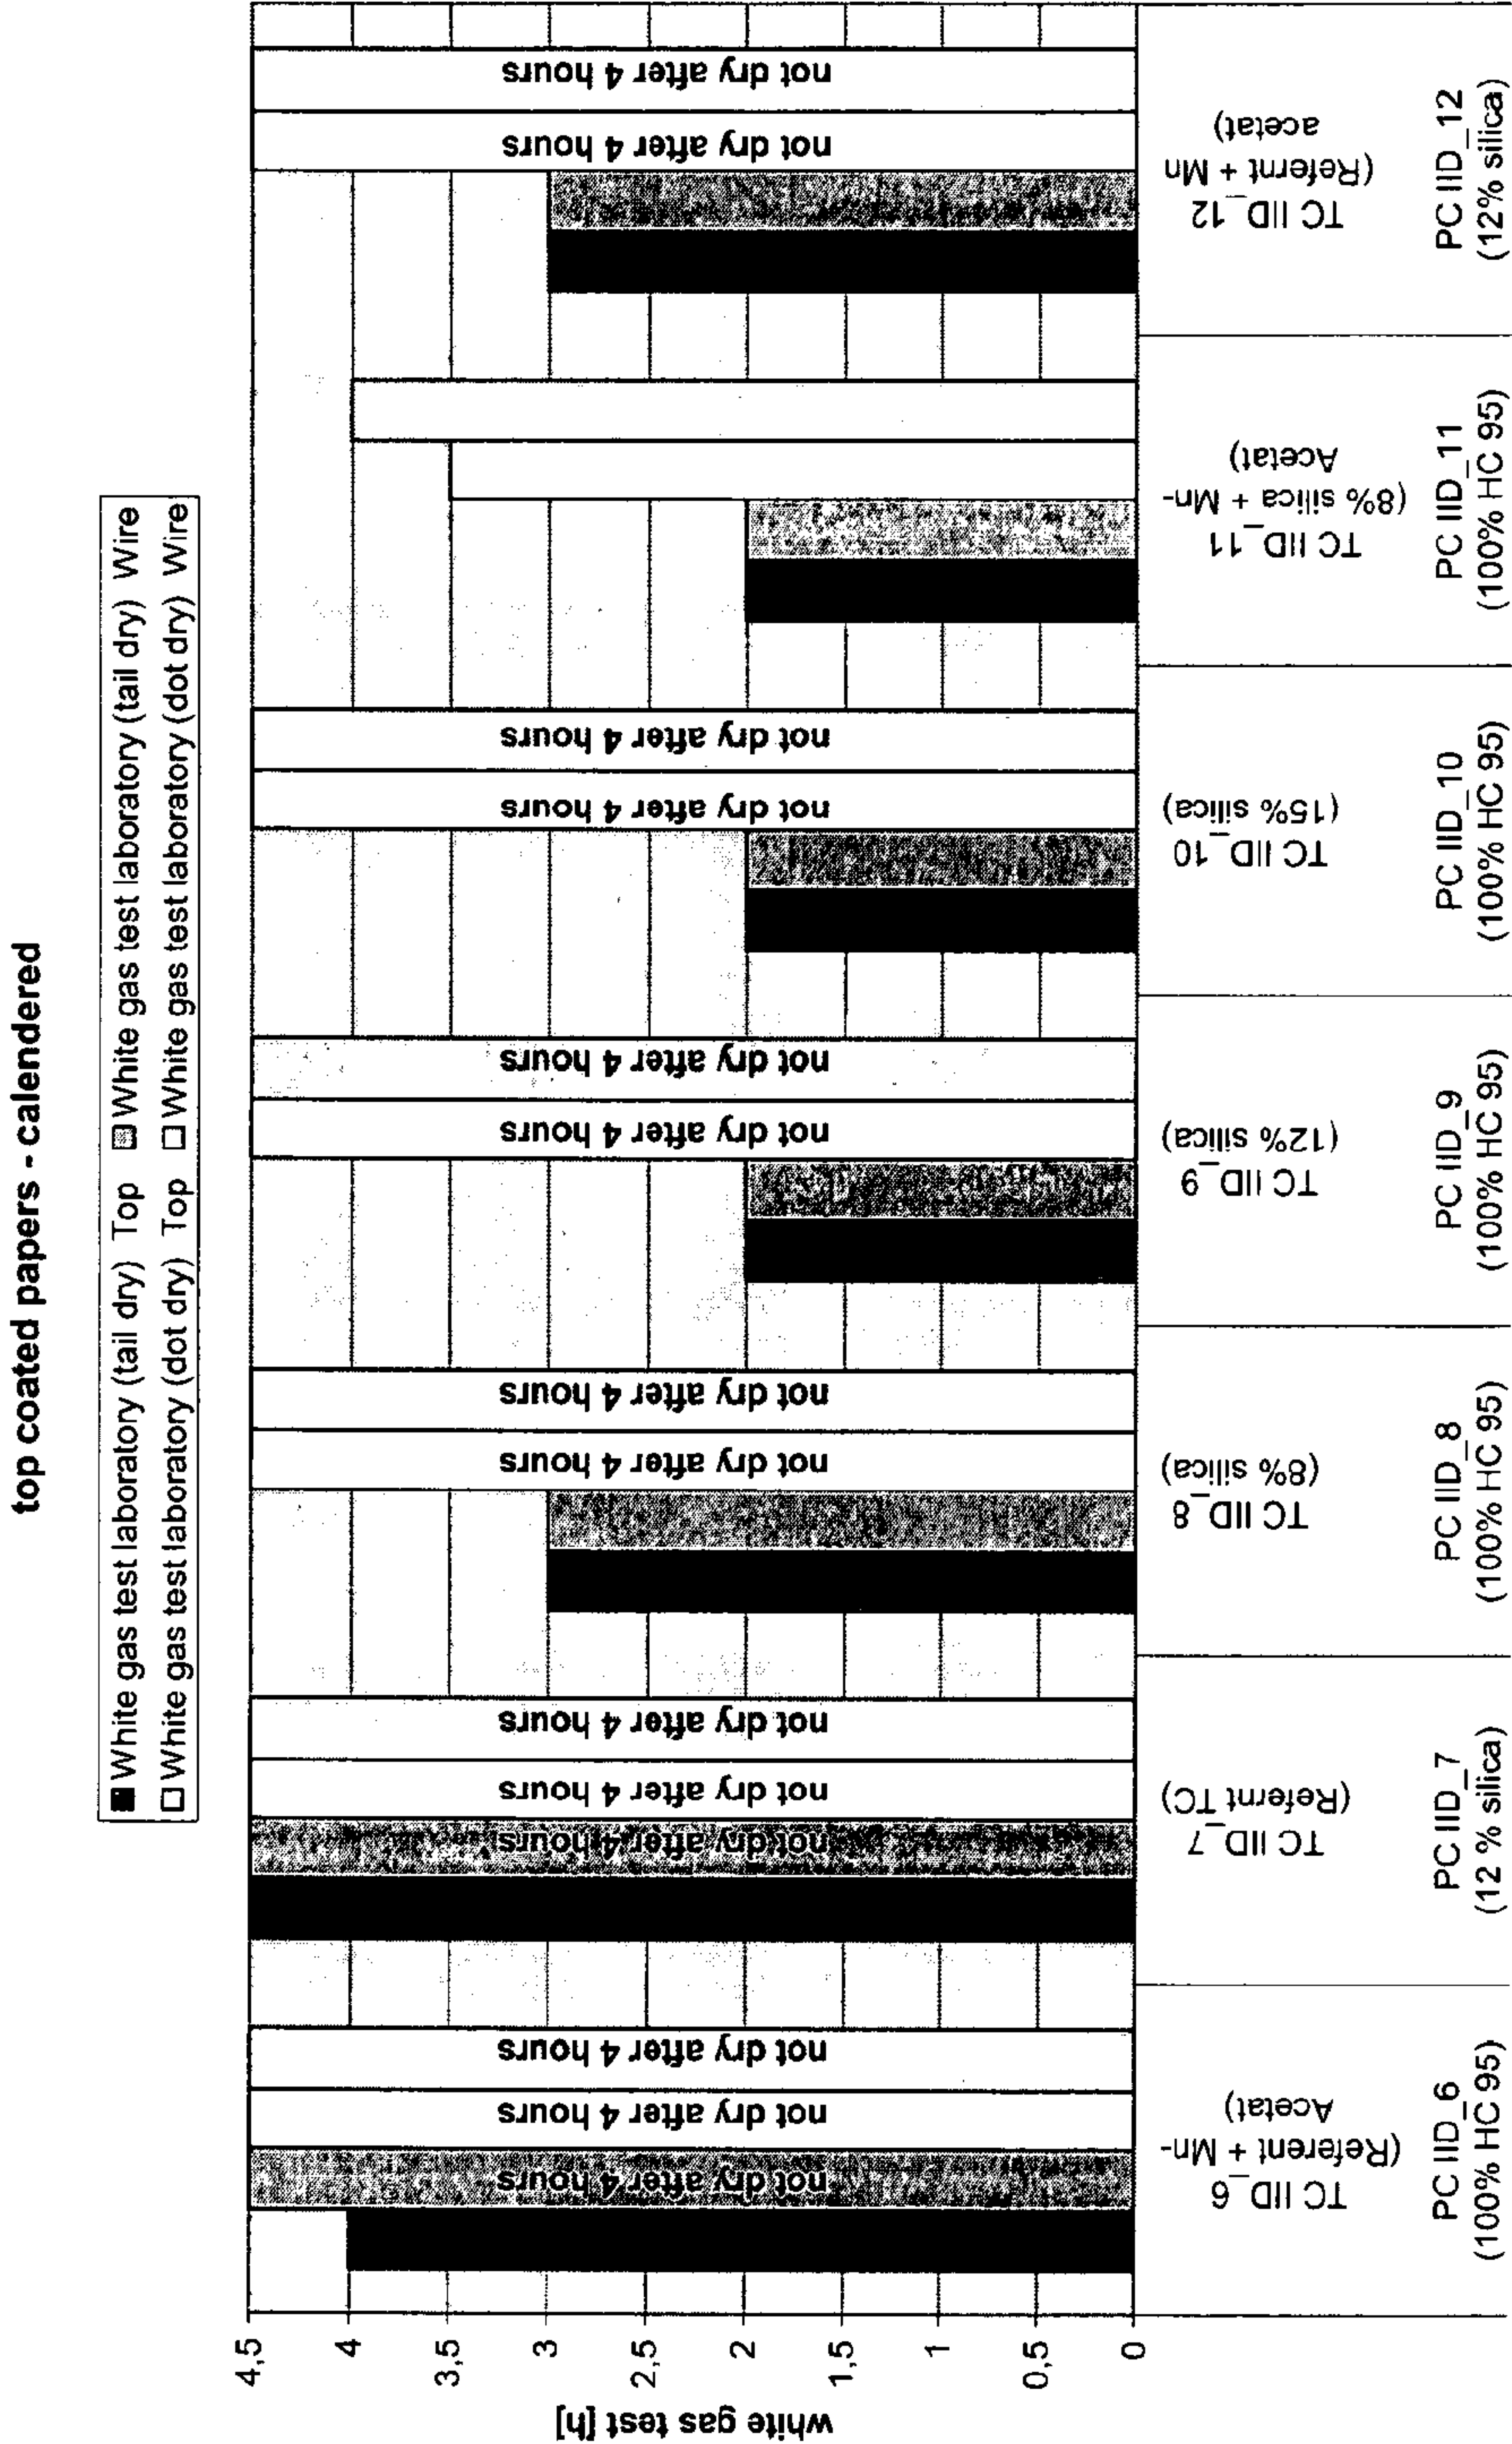 top coated papers - calendered
White gas test laboratory (tail dry) Top White gas test laboratory (tail dry) Wire
White gas test laboratory (dot dry) Top White gas test laboratory (dot dry) Wire
white gas test [h]
4,5
4
3,5
3
2,5
2
1,5
1
0,5
0
not dry after 4 hours
not dry after 4 hours
not dry after 4 hours
not dry after 4 hours
not dry after 4 hours
not dry after 4 hours
not dry after 4 hours
not dry after 4 hours
not dry after 4 hours
not dry after 4 hours
not dry after 4 hours
not dry after 4 hours
not dry after 4 hours
not dry after 4 hours
TC IID_6
(Referent + Mn-
Acetat)
TC IID_7
(Refernt TC)
TC IID_8
(8% silica)
TC IID_9
(12% silica)
TC IID_10
(15% silica)
TC IID_11
(8% silica + Mn-
Acetat)
TC IID_12
(Refernt + Mn
acetat)
PC IID_6
(100% HC 95)
PC IID_7
(12 % silica)
PC IID_8
(100% HC 95)
PC IID_9
(100% HC 95)
PC IID_10
(100% HC 95)
PC IID_11
(100% HC 95)
PC IID_12
(12% silica)